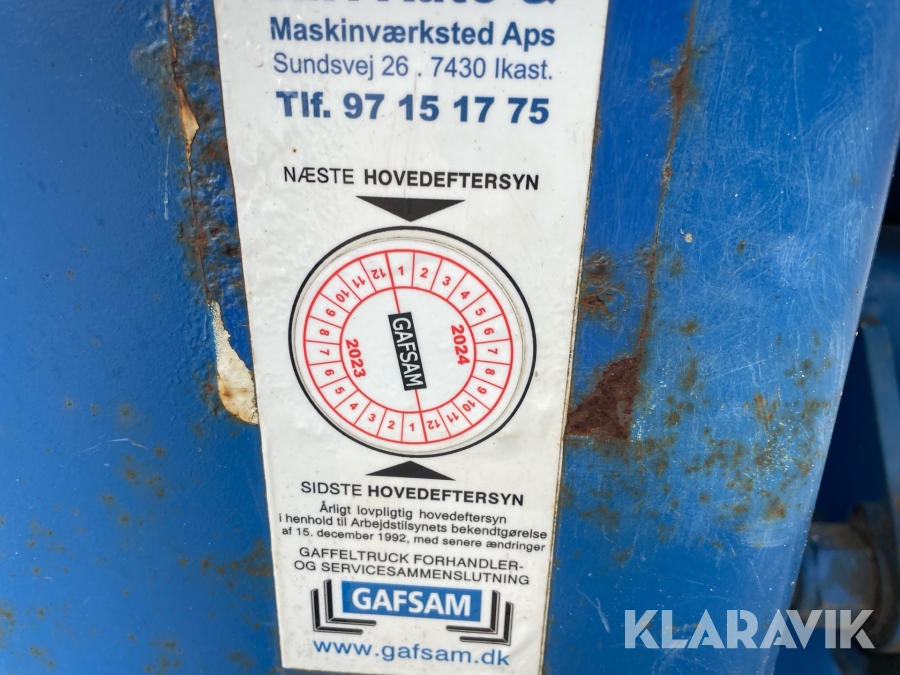 Maskinværksted Aps
Sundsvej 26 . 7430 Ikast.
Tlf. 97 15 17 75
NÆSTE HOVEDEFTERSYN
1 2 3 4 5 6 7 8 9 10 11 12
2024
GAFSAM
2023
1 2 3 4 5 6 7 8 9 10 11 12
SIDSTE HOVEDEFTERSYN
Årligt lovpligtig hovedeftersyn
i henhold til Arbejdstilsynets bekendtgørelse
af 15. december 1992, med senere ændringer
GAFFELTRUCK FORHANDLER-
OG SERVICESAMMENSLUTNING
GAFSAM
www.gafsam.dk
KLARAVIK